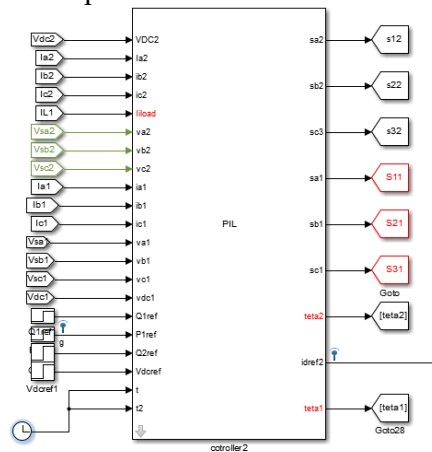 Vdc2 VDC2 sa2 s12
Ia2 Ia2
Ib2 ib2 sb2 s22
Ic2 ic2
IL1 Iiload sc3 s32
Vsa2 va2
Vsb2 vb2
Vsc2 vc2 sa1 S11
Ia1 ia1
Ib1 ib1 PIL sb1 S21
Ic1 ic1
Vsa va1
Vsb1 vb1 sc1 S31
Vsc1 vc1 Goto
Vdc1 vdc1
Q1ref teta2 [teta2]
Q1ref P1ref
g
Q2ref idref2
Vdcref
Vdcref1
t
t2 teta1 [teta1]
Goto28
cotroller2